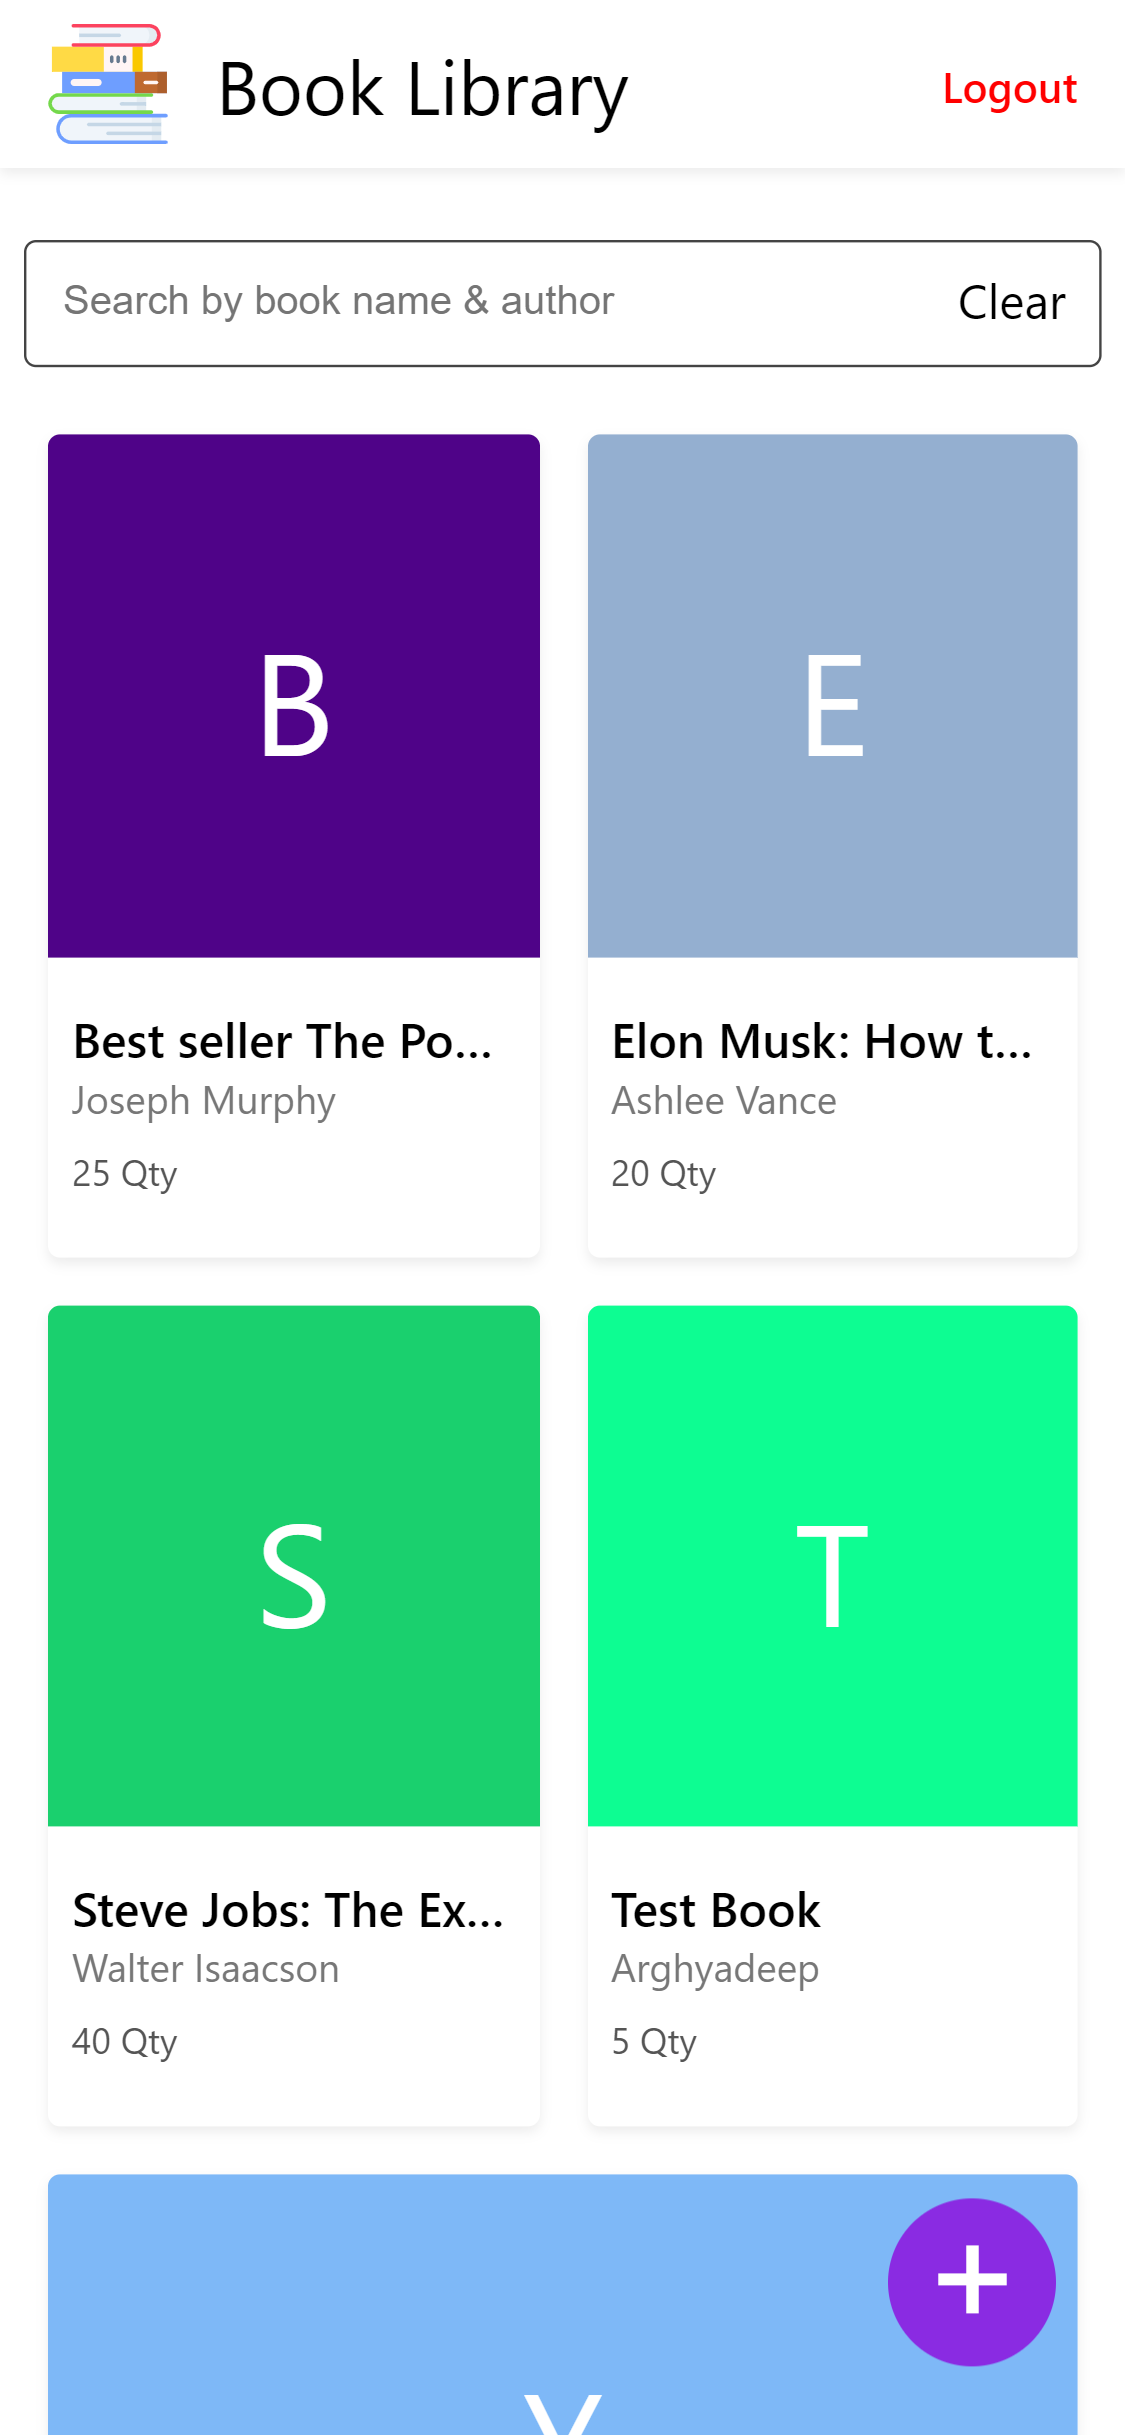 Book Library
Logout
Search by book name & author
Clear
B
E
Best seller The Po...
Elon Musk: How t...
Joseph Murphy
Ashlee Vance
25 Qty
20 Qty
S
T
Steve Jobs: The Ex...
Test Book
Walter Isaacson
Arghyadeep
40 Qty
5 Qty
+